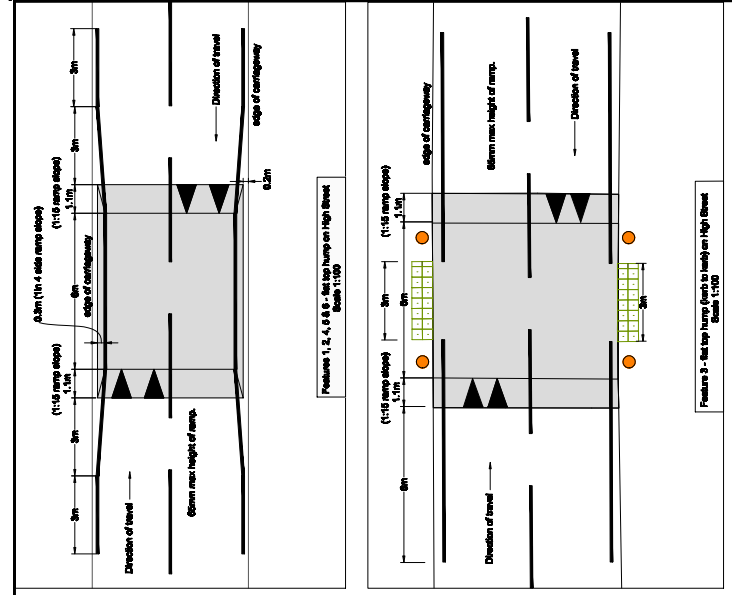 0.3m (1in 4 side ramp slopes)
(1:15 ramp slope)
1.1m
(1:15 ramp slope)
1.1m
3m
3m
6m
3m
3m
edge of carriageway
Direction of travel
65mm max height of ramp.
Direction of travel
edge of carriageway
0.2m
Features 1, 2, 4, 5 & 6 - flat top hump on High Street
Scale 1:100
(1:15 ramp slope)
1.1m
(1:15 ramp slope)
1.1m
3m
6m
6m
edge of carriageway
65mm max height of ramp.
Direction of travel
Direction of travel
3m
Feature 3 - flat top hump (kerb to kerb) on High Street
Scale 1:100